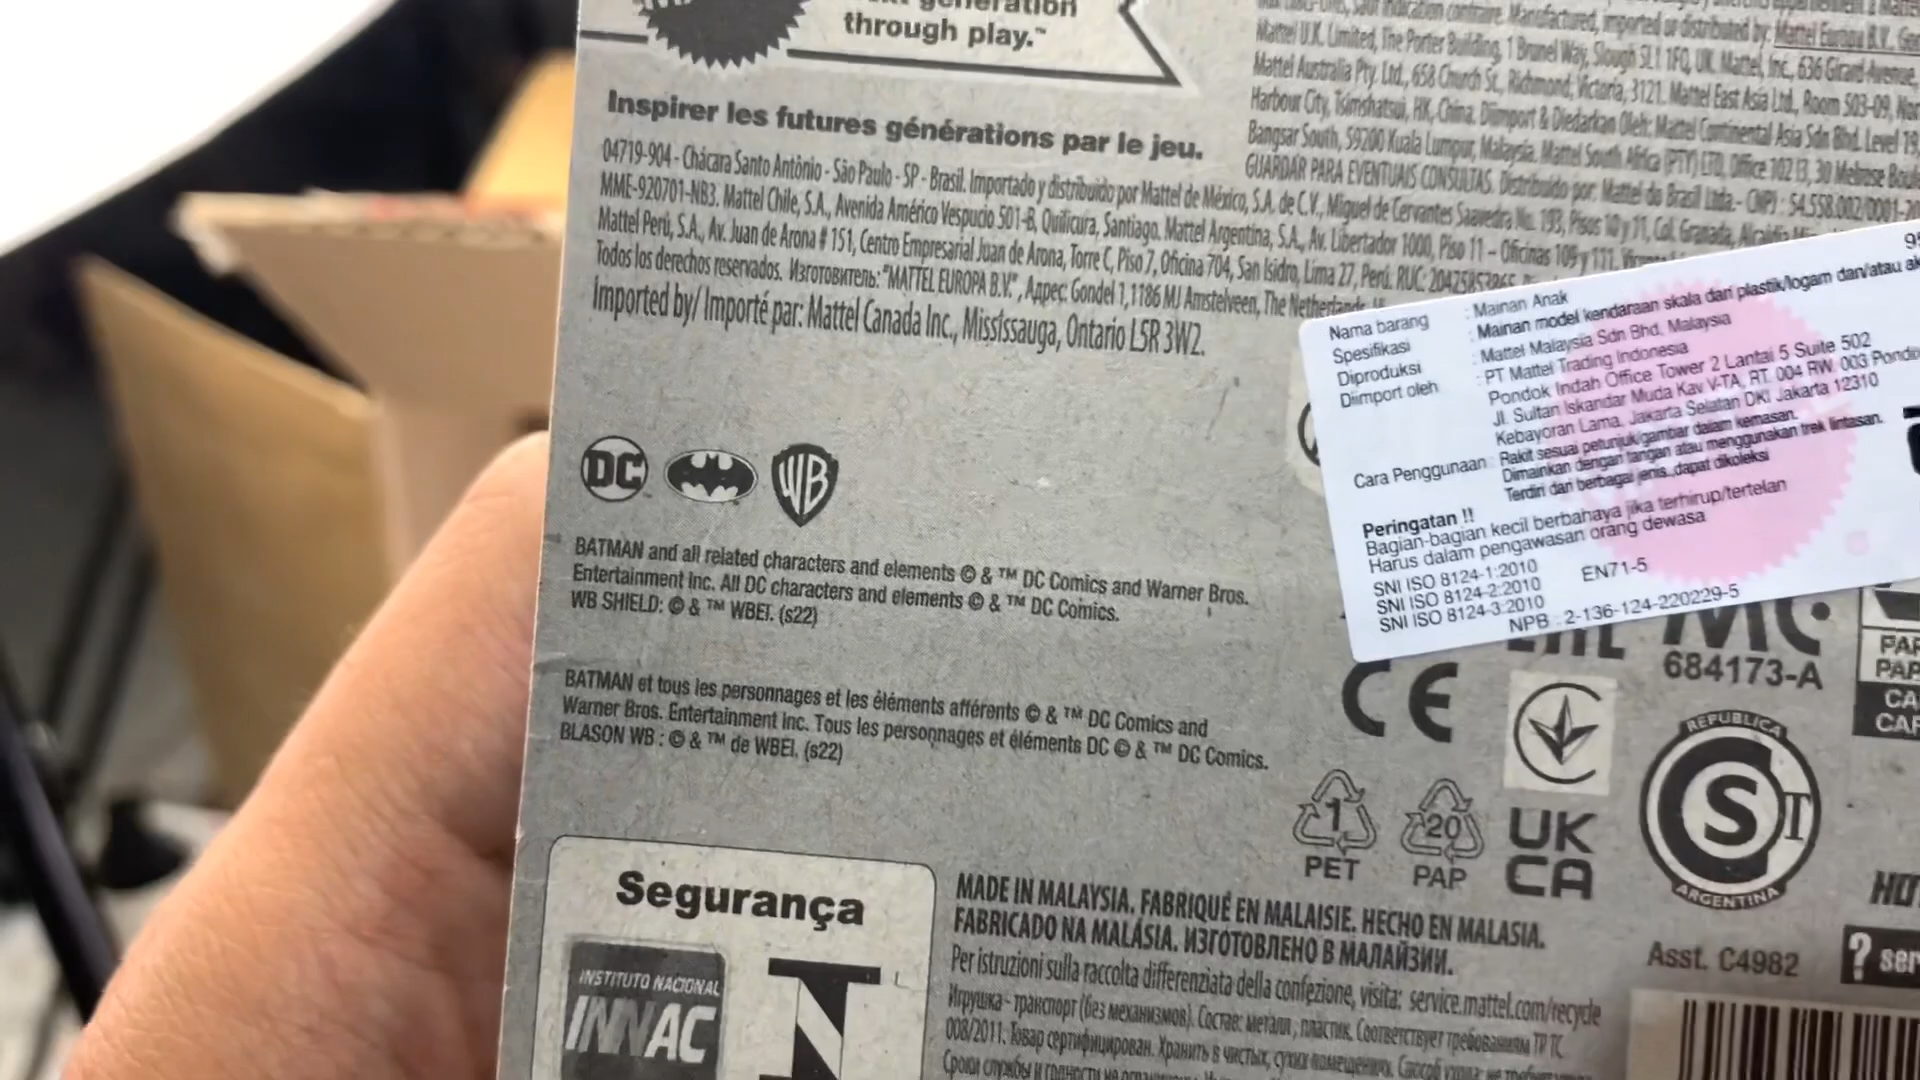 generation
through play.™
Inspirer les futures générations par le jeu.
04719-904 - Chácara Santo Antônio - São Paulo - SP - Brasil. Importado y distribuido por Mattel de México, S.A. de C.V., Miguel de Cervantes Saavedra No. 193, Pisos 10 y 11, Col. Granada, Alcaldía
MME-920701-NB3. Mattel Chile, S.A., Avenida Américo Vespucio 501-B, Quilicura, Santiago. Mattel Argentina, S.A., Av. Libertador 1000, Piso 11 – Oficinas 109 y 111,
Mattel Perú, S.A., Av. Juan de Arona # 151, Centro Empresarial Juan de Arona, Torre C, Piso 7, Oficina 704, San Isidro, Lima 27, Perú. RUC:
Todos los derechos reservados. Изготовитель: "MATTEL EUROPA B.V.", Адрес: Gondel 1, 1186 MJ Amstelveen, The Netherlands
Imported by/ Importé par: Mattel Canada Inc., Mississauga, Ontario L5R 3W2.
sauf indication contraire. Manufactured, imported or distributed by: Mattel Europa B.V.,
Mattel U.K. Limited, The Porter Building, 1 Brunel Way, Slough SL1 1FQ, UK. Mattel, Inc., 636 Girard Avenue,
Mattel Australia Pty. Ltd., 658 Church St., Richmond, Victoria, 3121. Mattel East Asia Ltd., Room 503-09,
Harbour City, Tsimshatsui, HK, China. Diimport & Diedarkan Oleh: Mattel Continental Asia Sdn Bhd. Level 19,
Bangsar South, 59200 Kuala Lumpur, Malaysia. Mattel South Africa (PTY) LTD, Office 102 I3, 30 Melrose
GUARDAR PARA EVENTUAIS CONSULTAS. Distribuido por: Mattel do Brasil Ltda.- CNPJ : 54.558.002/0001-20
Nama barang : Mainan Anak
Spesifikasi : Mainan model kendaraan skala dari plastik/logam dan/atau
Diproduksi : Mattel Malaysia Sdn Bhd. Malaysia
Diimport oleh : PT Mattel Trading Indonesia
Pondok Indah Office Tower 2 Lantai 5 Suite 502
Jl. Sultan Iskandar Muda Kav V-TA, RT. 004 RW. 003
Kebayoran Lama, Jakarta Selatan DKI Jakarta 12310
Cara Penggunaan : Rakit sesuai petunjuk/gambar dalam kemasan.
Dimainkan dengan tangan atau menggunakan trek lintasan.
Terdiri dari berbagai jenis.,dapat dikoleksi
Peringatan !!
Bagian-bagian kecil berbahaya jika terhirup/tertelan
Harus dalam pengawasan orang dewasa
SNI ISO 8124-1:2010 EN71-5
SNI ISO 8124-2:2010
SNI ISO 8124-3:2010
NPB : 2-136-124-220229-5
DC
WB
BATMAN and all related characters and elements © & ™ DC Comics and Warner Bros.
Entertainment Inc. All DC characters and elements © & ™ DC Comics.
WB SHIELD: © & ™ WBEI. (s22)
BATMAN et tous les personnages et les éléments afférents © & ™ DC Comics and
Warner Bros. Entertainment Inc. Tous les personnages et éléments DC © & ™ DC Comics.
BLASON WB : © & ™ de WBEI. (s22)
684173-A
CE
REPUBLICA
S T
ARGENTINA
1
PET
20
PAP
UK
CA
Segurança
INSTITUTO NACIONAL
INNAC
MADE IN MALAYSIA. FABRIQUÉ EN MALAISIE. HECHO EN MALASIA.
FABRICADO NA MALÁSIA. ИЗГОТОВЛЕНО В МАЛАЙЗИИ.
Per istruzioni sulla raccolta differenziata della confezione, visita: service.mattel.com/recycle
Игрушка - транспорт (без механизмов). Состав: металл, пластик. Соответствует требованиям ТР ТС
008/2011. Товар сертифицирован. Хранить в чистых, сухих помещениях.
Asst. C4982
? ser